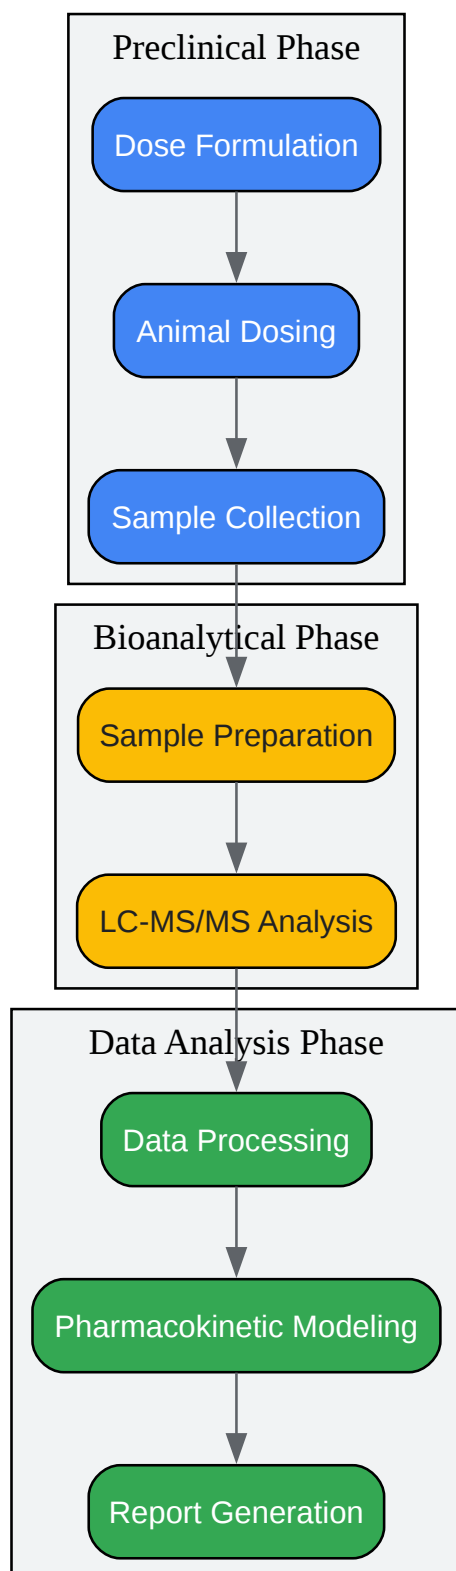 Preclinical Phase
Dose Formulation
Animal Dosing
Sample Collection
Bioanalytical Phase
Sample Preparation
LC-MS/MS Analysis
Data Analysis Phase
Data Processing
Pharmacokinetic Modeling
Report Generation